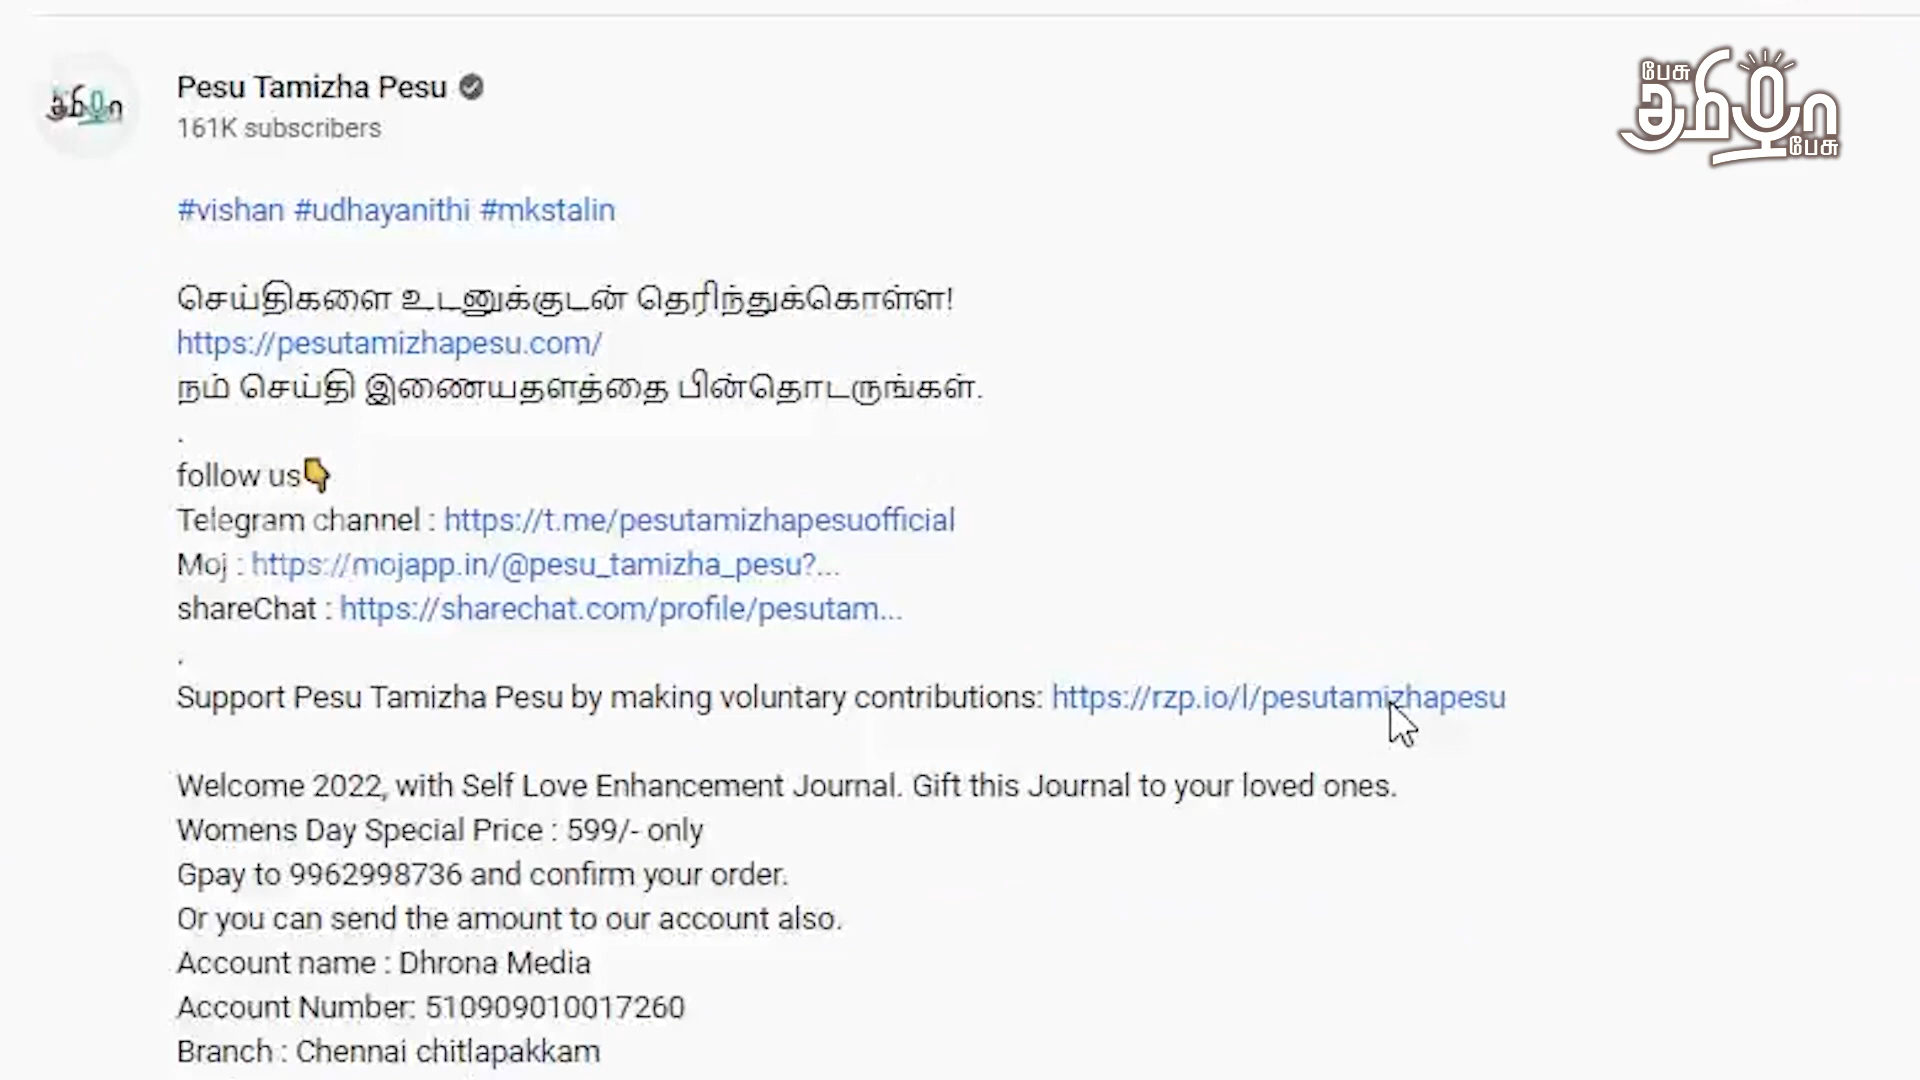 பேசு
தமிழா
பேசு
தமிழா
Pesu Tamizha Pesu
161K subscribers
#vishan #udhayanithi #mkstalin
செய்திகளை உடனுக்குடன் தெரிந்துக்கொள்ள!
https://pesutamizhapesu.com/
நம் செய்தி இணையதளத்தை பின்தொடருங்கள்.
.
follow us👇
Telegram channel : https://t.me/pesutamizhapesuofficial
Moj : https://mojapp.in/@pesu_tamizha_pesu?...
shareChat : https://sharechat.com/profile/pesutam...
.
Support Pesu Tamizha Pesu by making voluntary contributions: https://rzp.io/l/pesutamizhapesu
Welcome 2022, with Self Love Enhancement Journal. Gift this Journal to your loved ones.
Womens Day Special Price : 599/- only
Gpay to 9962998736 and confirm your order.
Or you can send the amount to our account also.
Account name : Dhrona Media
Account Number: 510909010017260
Branch : Chennai chitlapakkam